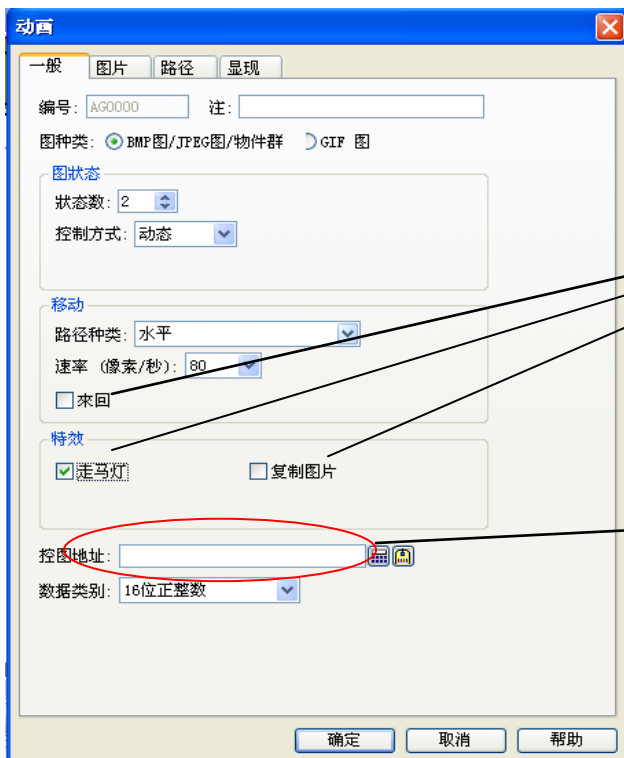 动画
一般 图片 路径 显现
编号: AG0000 注:
图种类: BMP图/JPEG图/物件群 GIF 图
图狀态
狀态数: 2
控制方式: 动态
移动
路径种类: 水平
速率 (像素/秒): 80
來回
特效
走马灯 复制图片
控图地址:
数据类别: 16位正整数
确定 取消 帮助